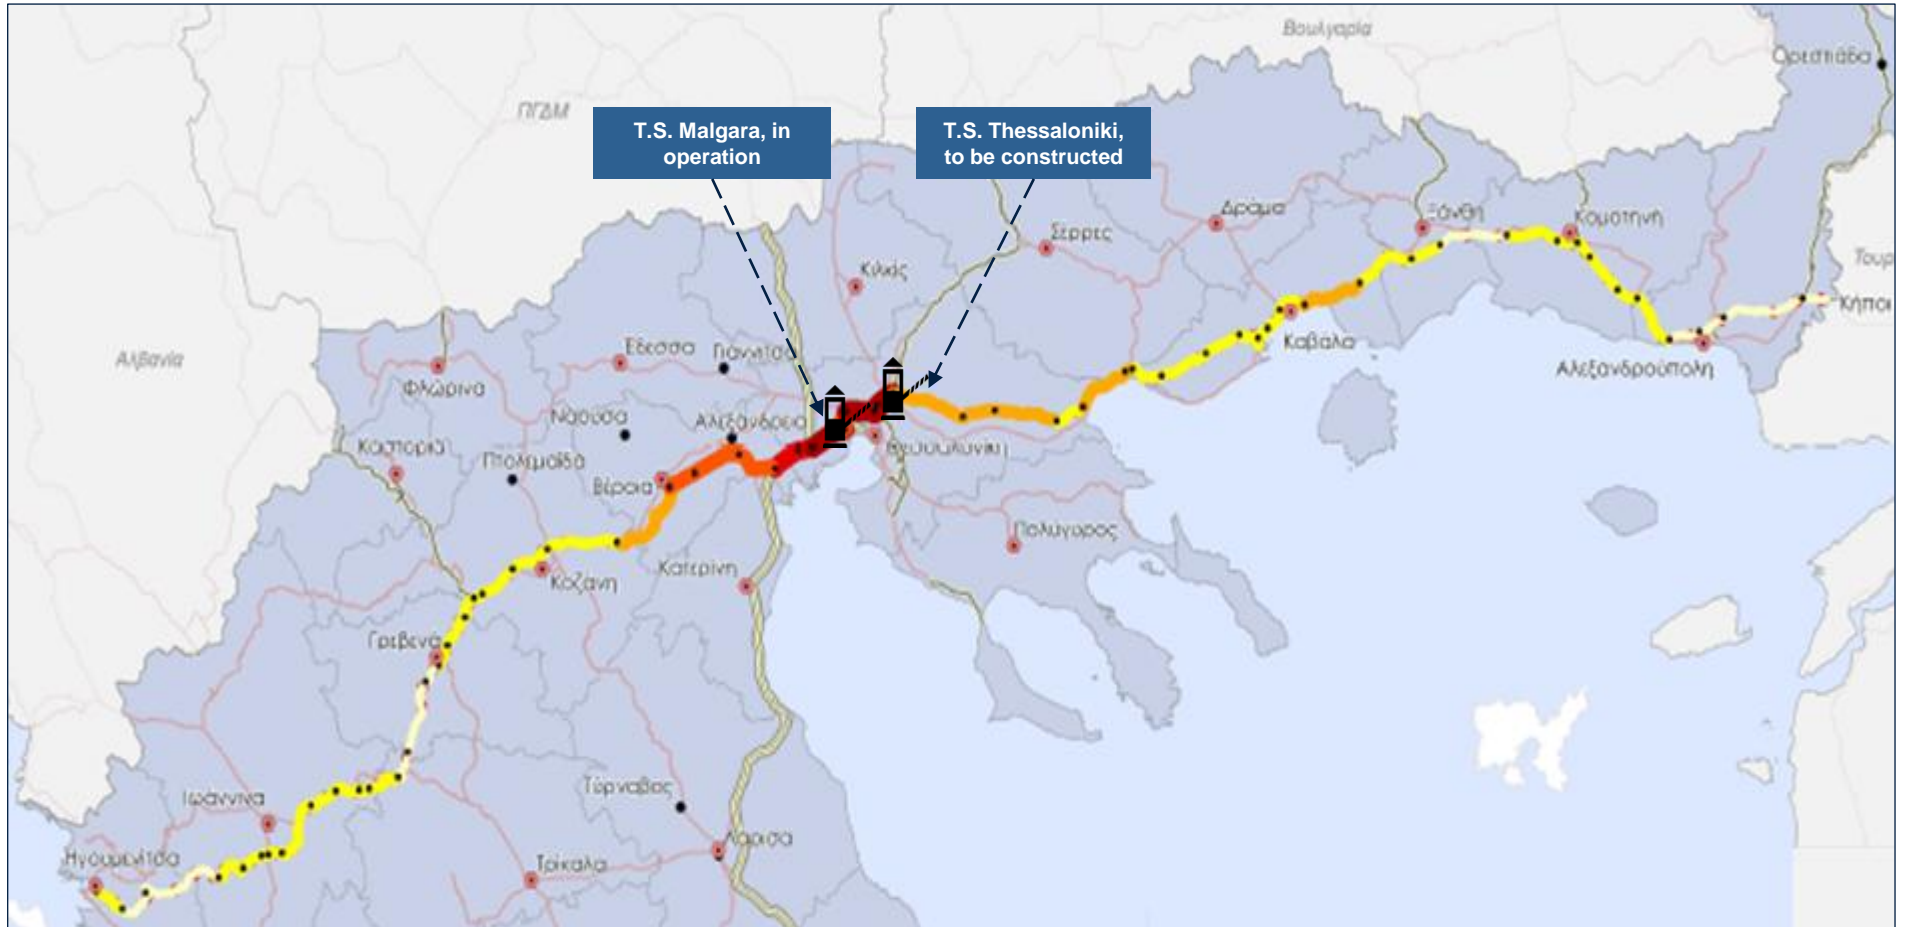 Βουλγαρία
Ορεστιάδα
ΠΓΔΜ
T.S. Malgara, in
operation
T.S. Thessaloniki,
to be constructed
Δράμα
Ξάνθη
Κομοτηνή
Σέρρες
Τουρ
Κιλκίς
Κήποι
Αλβανία
Έδεσσα
Γιαννιτσά
Καβάλα
Αλεξανδρούπολη
Φλώρινα
Νάουσα
Αλεξάνδρεια
Καστοριά
Πτολεμαΐδα
Θεσσαλονίκη
Βέροια
Πολύγυρος
Κοζάνη
Κατερίνη
Γρεβενά
Τύρναβος
Ιωάννινα
Λάρισα
Ηγουμενίτσα
Τρίκαλα